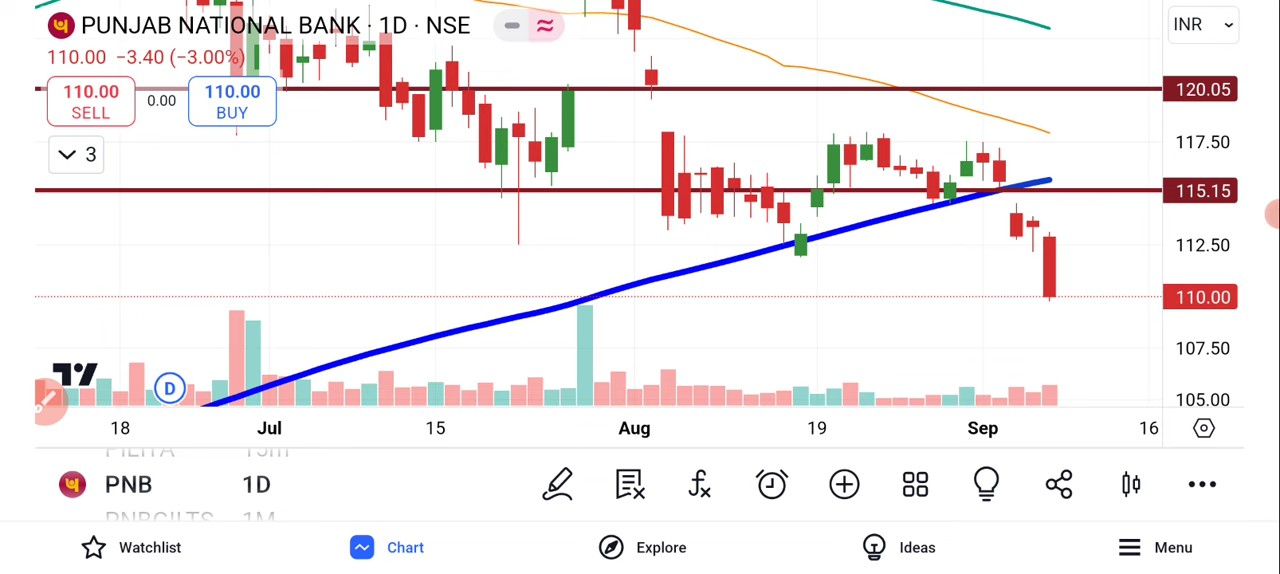 PUNJAB NATIONAL BANK · 1D · NSE
INR
110.00 −3.40 (−3.00%)
110.00 SELL
0.00
110.00 BUY
3
120.05
117.50
115.15
112.50
110.00
107.50
105.00
D
18 Jul 15 Aug 19 Sep 16
PNB 1D
PNBGILTS 1M
Watchlist Chart Explore Ideas Menu